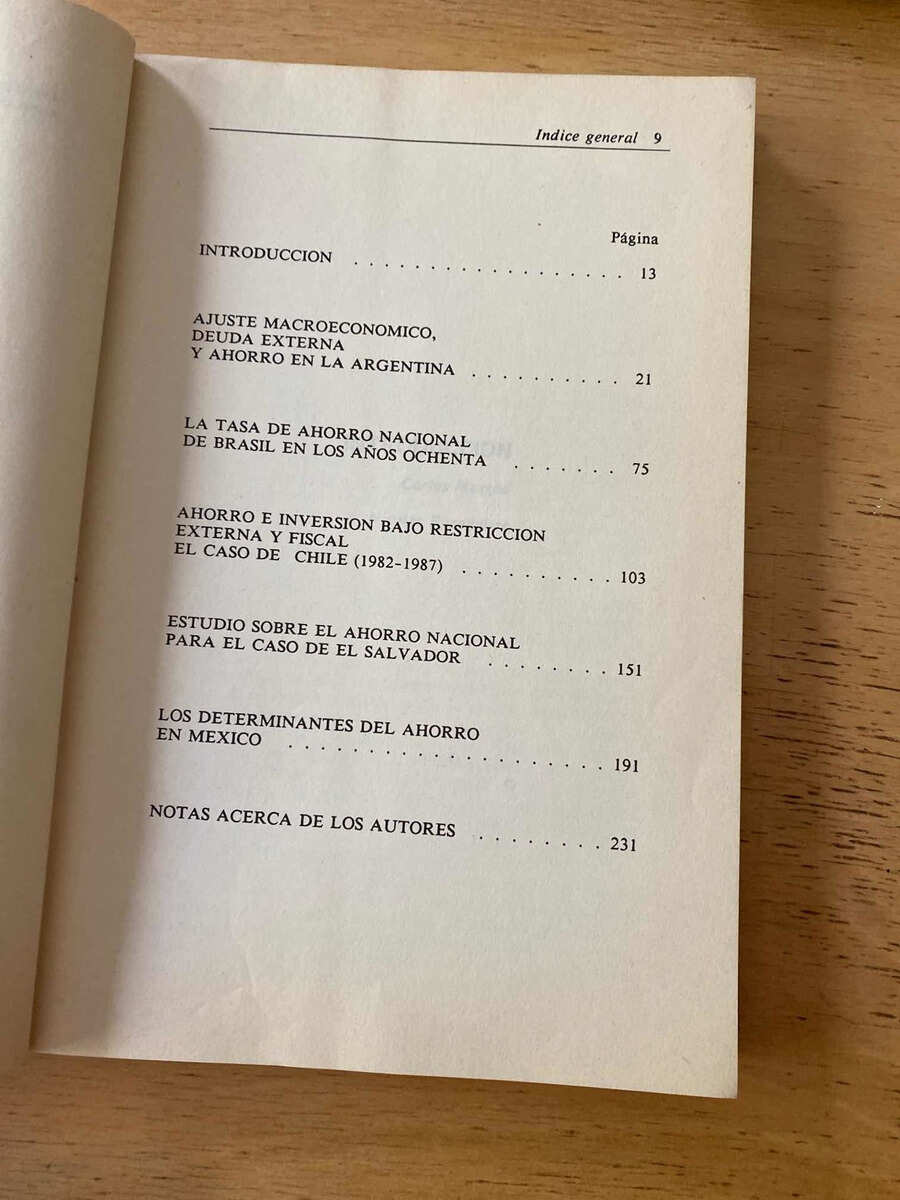 Indice general 9
Página
INTRODUCCION . . . . . . . . . . . . . . . . . . 13
AJUSTE MACROECONOMICO,
DEUDA EXTERNA
Y AHORRO EN LA ARGENTINA . . . . . . . . . . 21
LA TASA DE AHORRO NACIONAL
DE BRASIL EN LOS AÑOS OCHENTA . . . . . . . 75
AHORRO E INVERSION BAJO RESTRICCION
EXTERNA Y FISCAL
EL CASO DE CHILE (1982-1987) . . . . . . . . . . 103
ESTUDIO SOBRE EL AHORRO NACIONAL
PARA EL CASO DE EL SALVADOR . . . . . . . . 151
LOS DETERMINANTES DEL AHORRO
EN MEXICO . . . . . . . . . . . . . . . . . 191
NOTAS ACERCA DE LOS AUTORES . . . . . . . . 231